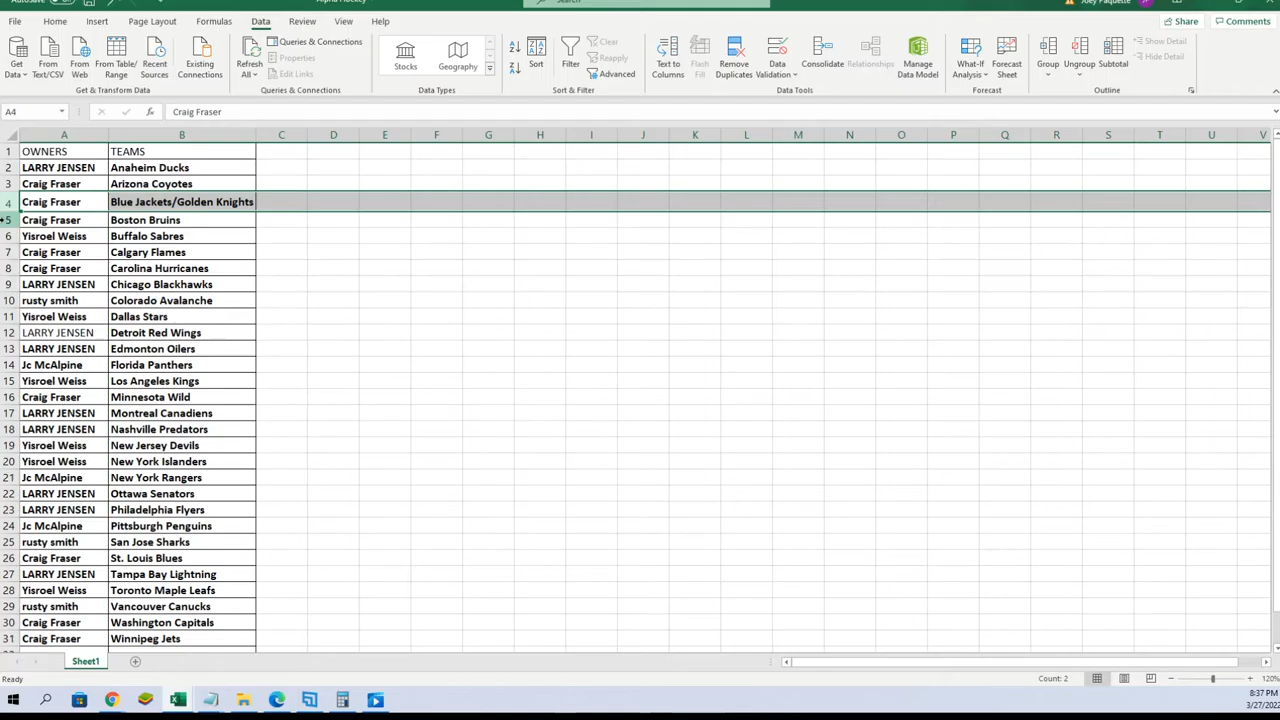 File Home Insert Page Layout Formulas Data Review View Help Share Comments
Get Data From Text/CSV From Web From Table/ Range Recent Sources Existing Connections Refresh All Queries & Connections Properties Edit Links Stocks Geography Sort Filter Clear Reapply Advanced Text to Columns Flash Fill Remove Duplicates Data Validation Consolidate Relationships Manage Data Model What-If Analysis Forecast Sheet Group Ungroup Subtotal Show Detail Hide Detail
Get & Transform Data Queries & Connections Data Types Sort & Filter Data Tools Forecast Outline
A4 fx Craig Fraser
A B C D E F G H I J K L M N O P Q R S T U V
1 OWNERS TEAMS
2 LARRY JENSEN Anaheim Ducks
3 Craig Fraser Arizona Coyotes
4 Craig Fraser Blue Jackets/Golden Knights
5 Craig Fraser Boston Bruins
6 Yisroel Weiss Buffalo Sabres
7 Craig Fraser Calgary Flames
8 Craig Fraser Carolina Hurricanes
9 LARRY JENSEN Chicago Blackhawks
10 rusty smith Colorado Avalanche
11 Yisroel Weiss Dallas Stars
12 LARRY JENSEN Detroit Red Wings
13 LARRY JENSEN Edmonton Oilers
14 Jc McAlpine Florida Panthers
15 Yisroel Weiss Los Angeles Kings
16 Craig Fraser Minnesota Wild
17 LARRY JENSEN Montreal Canadiens
18 LARRY JENSEN Nashville Predators
19 Yisroel Weiss New Jersey Devils
20 Yisroel Weiss New York Islanders
21 Jc McAlpine New York Rangers
22 LARRY JENSEN Ottawa Senators
23 LARRY JENSEN Philadelphia Flyers
24 Jc McAlpine Pittsburgh Penguins
25 rusty smith San Jose Sharks
26 Craig Fraser St. Louis Blues
27 LARRY JENSEN Tampa Bay Lightning
28 Yisroel Weiss Toronto Maple Leafs
29 rusty smith Vancouver Canucks
30 Craig Fraser Washington Capitals
31 Craig Fraser Winnipeg Jets
Sheet1
Ready Count: 2 120%
8:37 PM
3/27/202